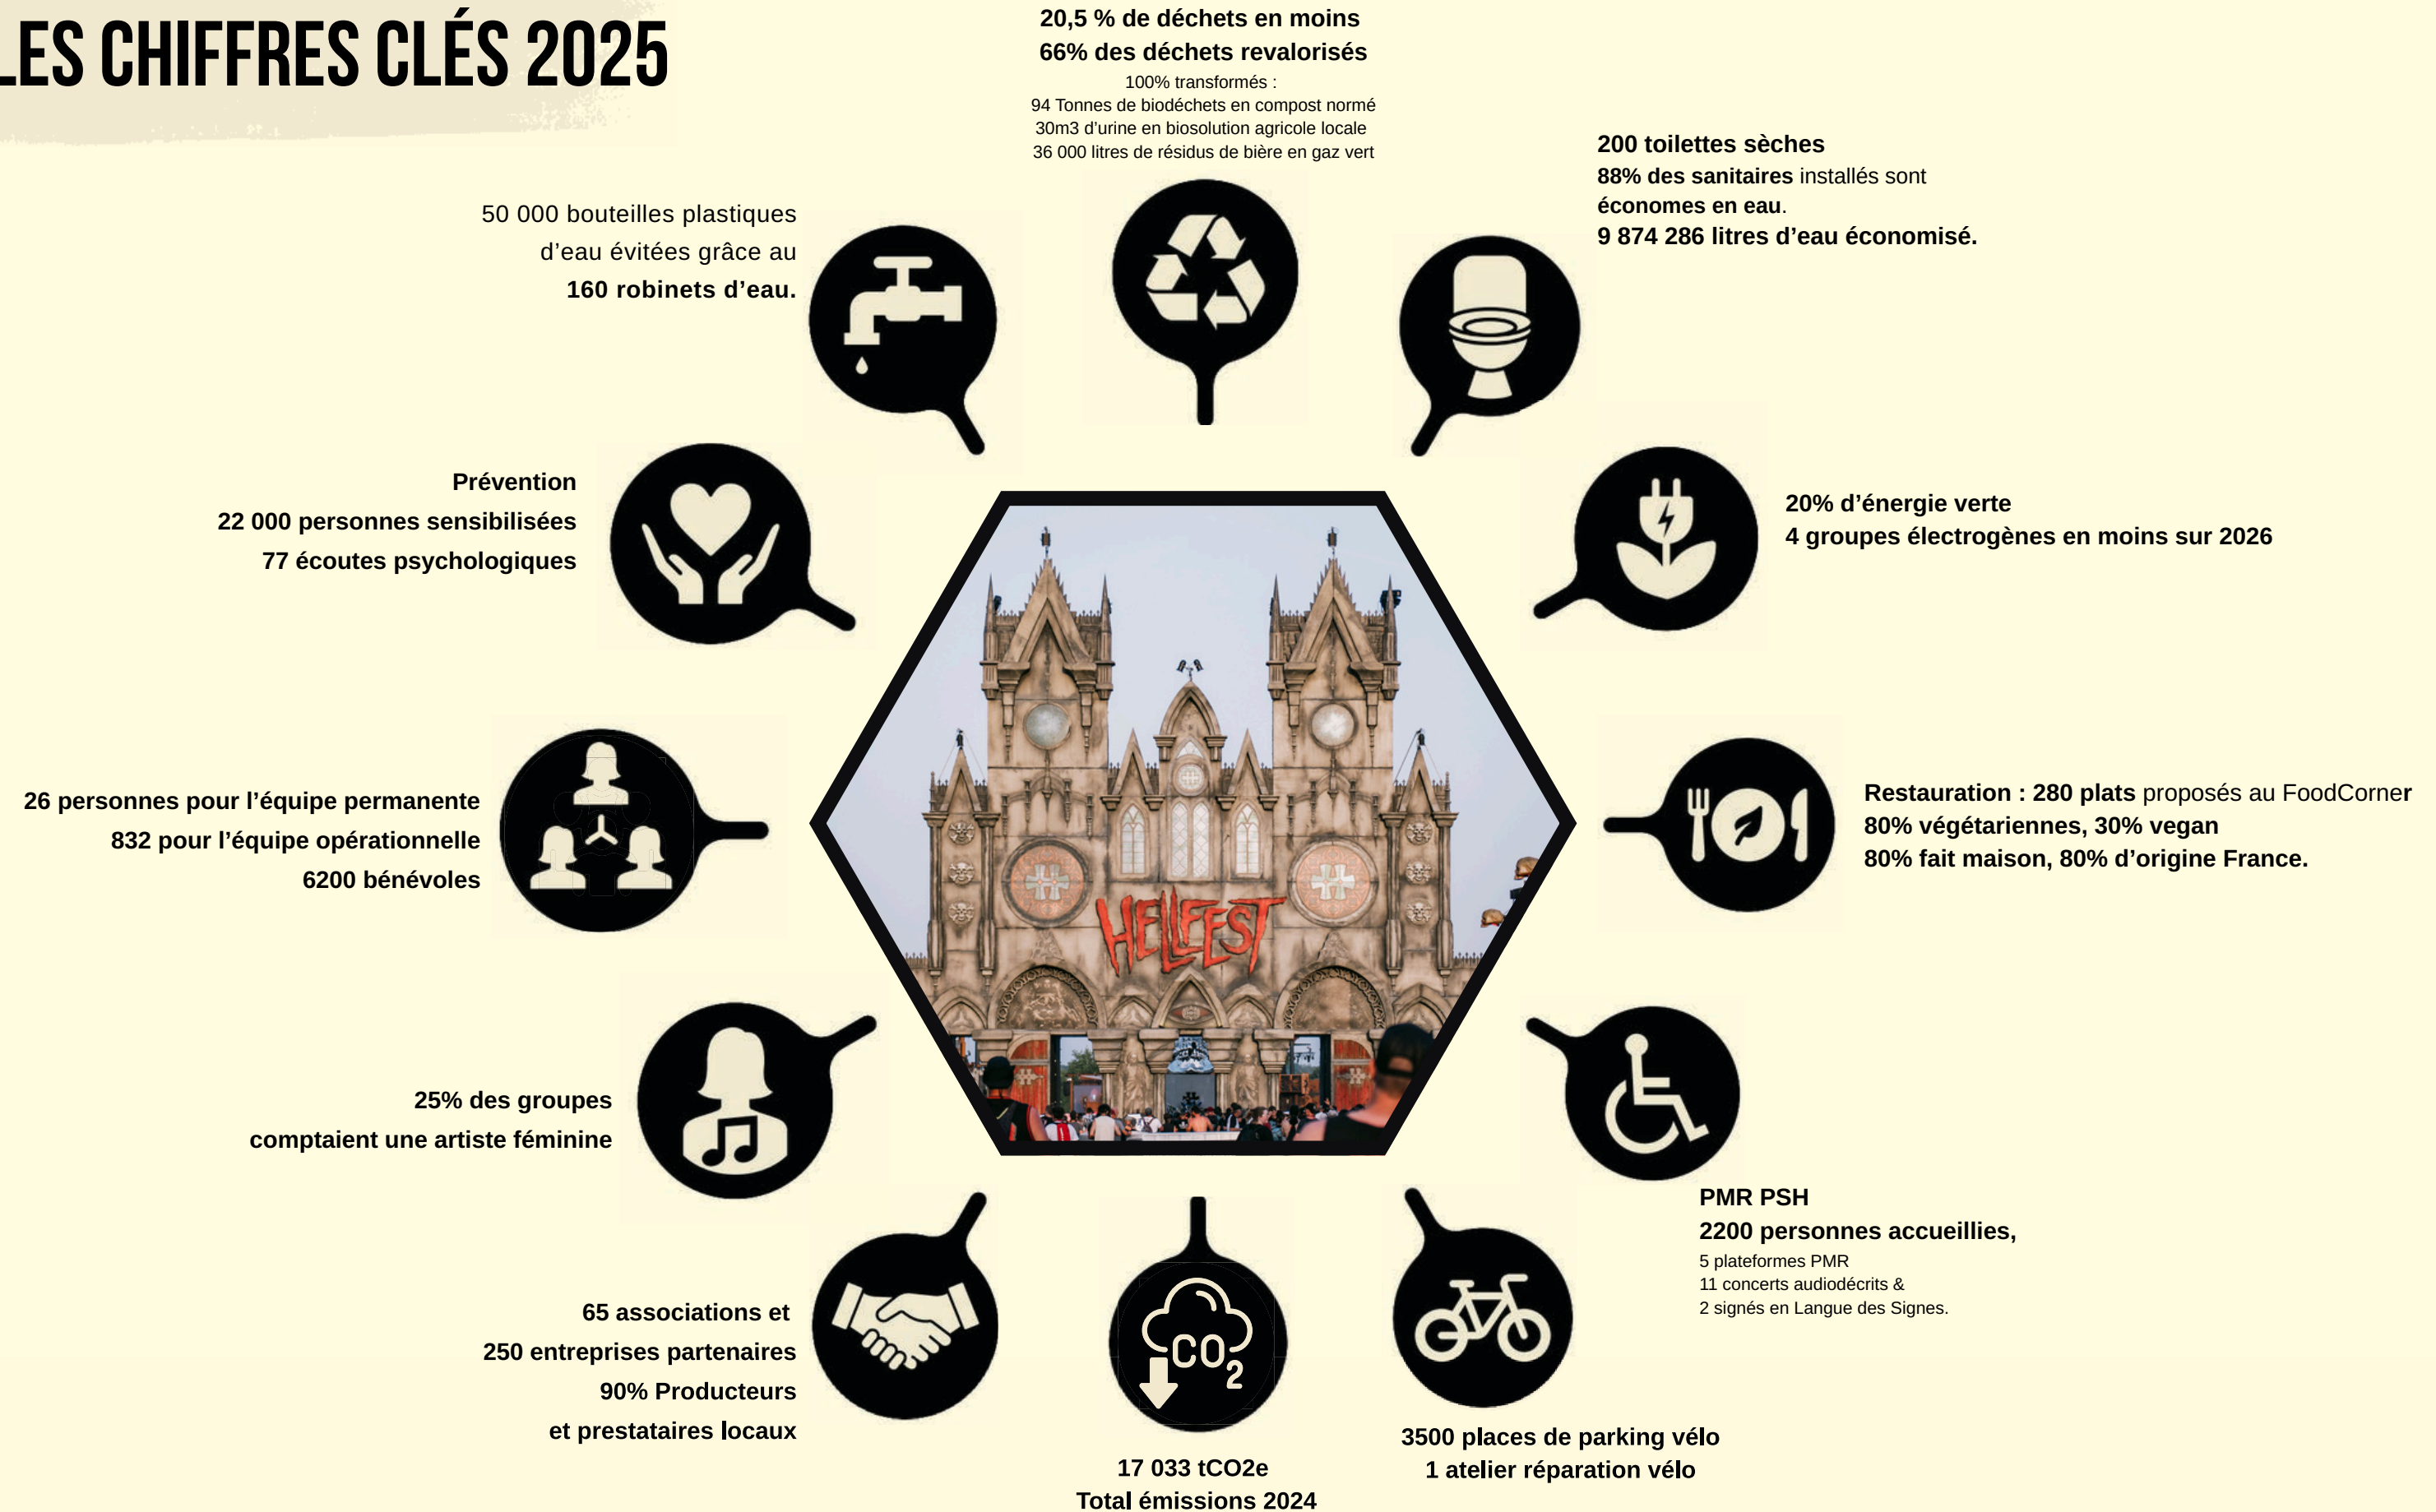 LES CHIFFRES CLÉS 2025
20,5 % de déchets en moins
66% des déchets revalorisés
100% transformés :
94 Tonnes de biodéchets en compost normé
30m3 d'urine en biosolution agricole locale
36 000 litres de résidus de bière en gaz vert
200 toilettes sèches
88% des sanitaires installés sont
économes en eau.
9 874 286 litres d'eau économisé.
50 000 bouteilles plastiques
d'eau évitées grâce au
160 robinets d'eau.
Prévention
22 000 personnes sensibilisées
77 écoutes psychologiques
20% d'énergie verte
4 groupes électrogènes en moins sur 2026
26 personnes pour l'équipe permanente
832 pour l'équipe opérationnelle
6200 bénévoles
Restauration : 280 plats proposés au FoodCorner
80% végétariennes, 30% vegan
80% fait maison, 80% d'origine France.
HELLFEST
25% des groupes
comptaient une artiste féminine
PMR PSH
2200 personnes accueillies,
5 plateformes PMR
11 concerts audiodécrits &
2 signés en Langue des Signes.
65 associations et
250 entreprises partenaires
90% Producteurs
et prestataires locaux
CO2
17 033 tCO2e
Total émissions 2024
3500 places de parking vélo
1 atelier réparation vélo